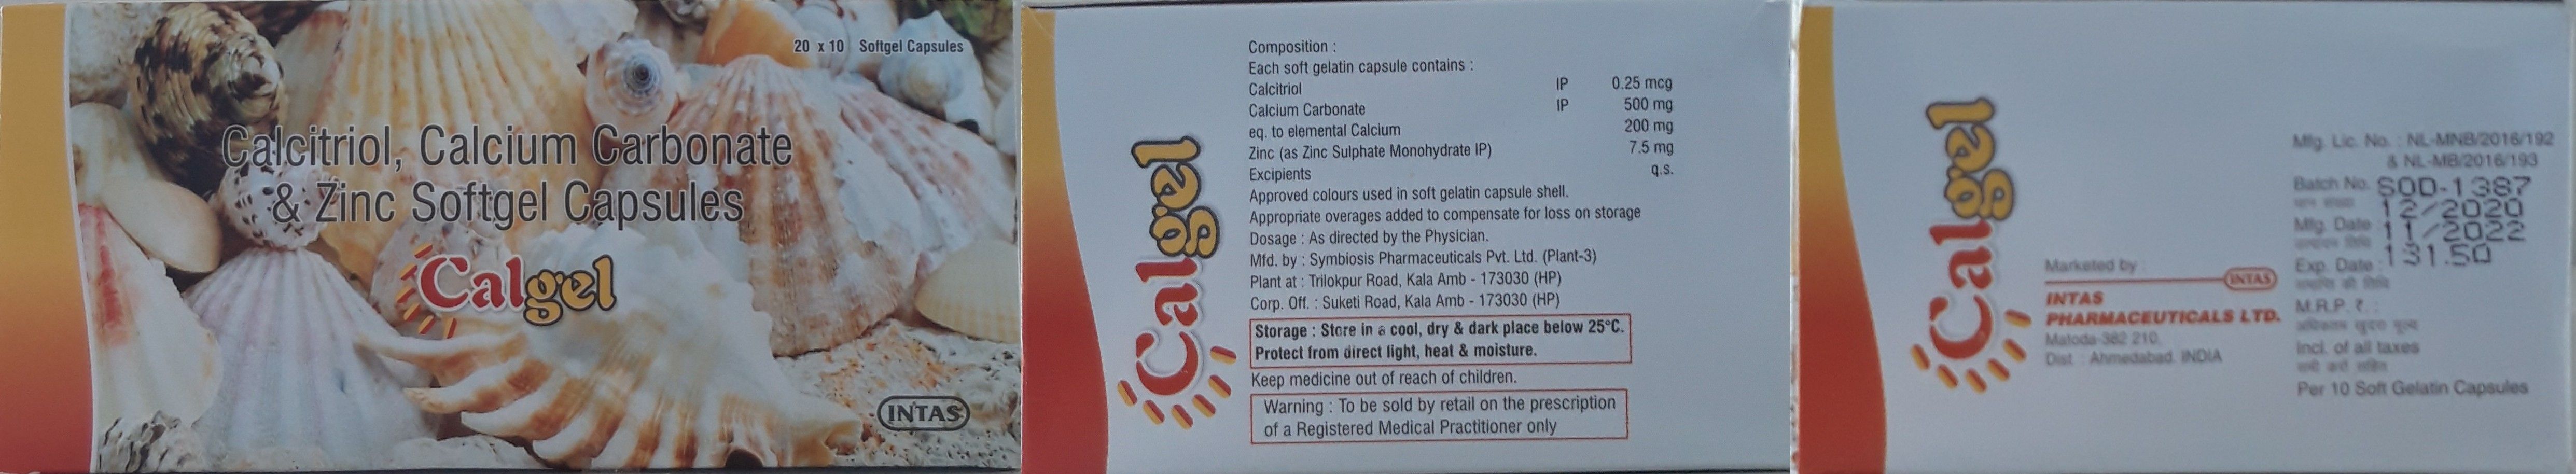 20 x 10 Softgel Capsules
Calcitriol, Calcium Carbonate
& Zinc Softgel Capsules
Calgel
INTAS
Calgel
Composition :
Each soft gelatin capsule contains :
Calcitriol IP 0.25 mcg
Calcium Carbonate IP 500 mg
eq. to elemental Calcium 200 mg
Zinc (as Zinc Sulphate Monohydrate IP) 7.5 mg
Excipients q.s.
Approved colours used in soft gelatin capsule shell.
Appropriate overages added to compensate for loss on storage
Dosage : As directed by the Physician.
Mfd. by : Symbiosis Pharmaceuticals Pvt. Ltd. (Plant-3)
Plant at : Trilokpur Road, Kala Amb - 173030 (HP)
Corp. Off. : Suketi Road, Kala Amb - 173030 (HP)
Storage : Store in a cool, dry & dark place below 25°C.
Protect from direct light, heat & moisture.
Keep medicine out of reach of children.
Warning : To be sold by retail on the prescription
of a Registered Medical Practitioner only
Calgel
Marketed by
INTAS
INTAS
PHARMACEUTICALS LTD.
Matoda-382 210,
Dist. : Ahmedabad. INDIA
Mfg. Lic. No. : NL-MNB/2016/192
& NL-MB/2016/193
Batch No. SOD-1387
12/2020
Mfg. Date 11/2022
Exp. Date : 131.50
M.R.P. ₹. :
अधिकतम खुदरा मूल्य
Incl. of all taxes
सभी करों सहित
Per 10 Soft Gelatin Capsules